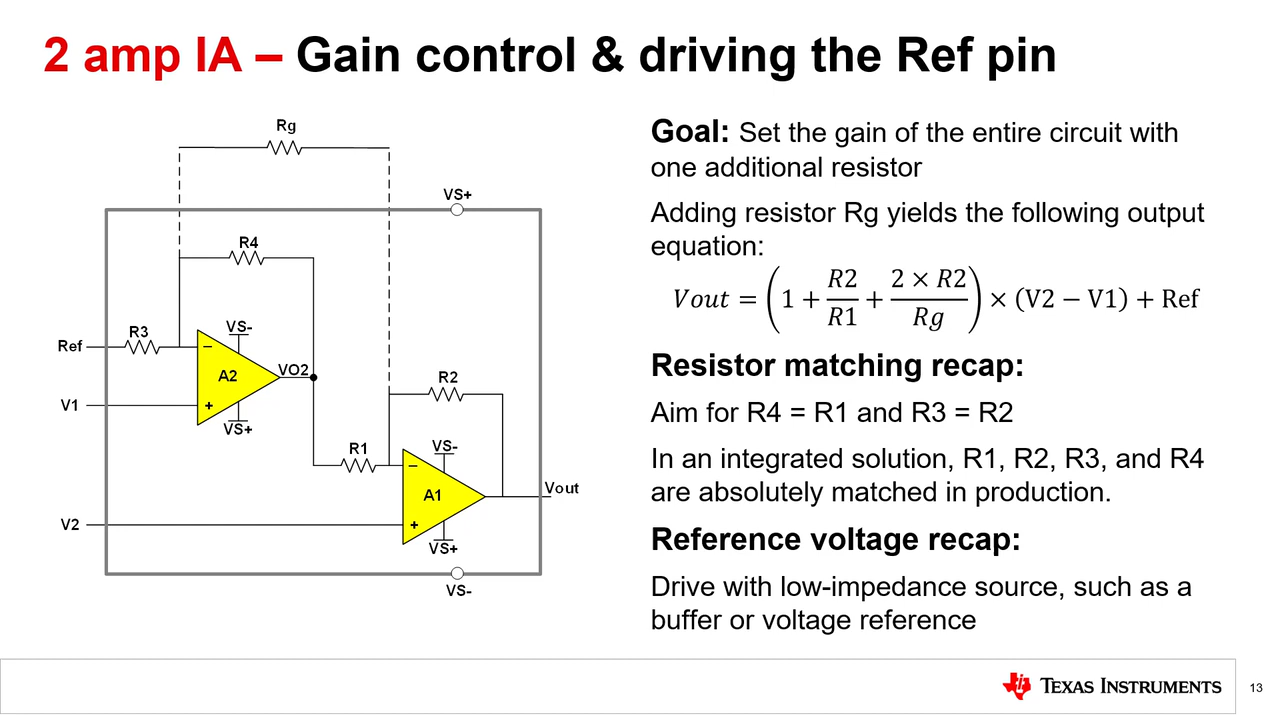 2 amp IA – Gain control & driving the Ref pin
Rg
VS+
R4
R3
Ref
VS-
−
A2
VO2
V1
+
VS+
R2
R1
VS-
−
A1
Vout
V2
+
VS+
VS-
Goal: Set the gain of the entire circuit with
one additional resistor
Adding resistor Rg yields the following output
equation:
Vout = (1 + R2/R1 + 2 × R2/Rg) × (V2 − V1) + Ref
Resistor matching recap:
Aim for R4 = R1 and R3 = R2
In an integrated solution, R1, R2, R3, and R4
are absolutely matched in production.
Reference voltage recap:
Drive with low-impedance source, such as a
buffer or voltage reference
TEXAS INSTRUMENTS
13